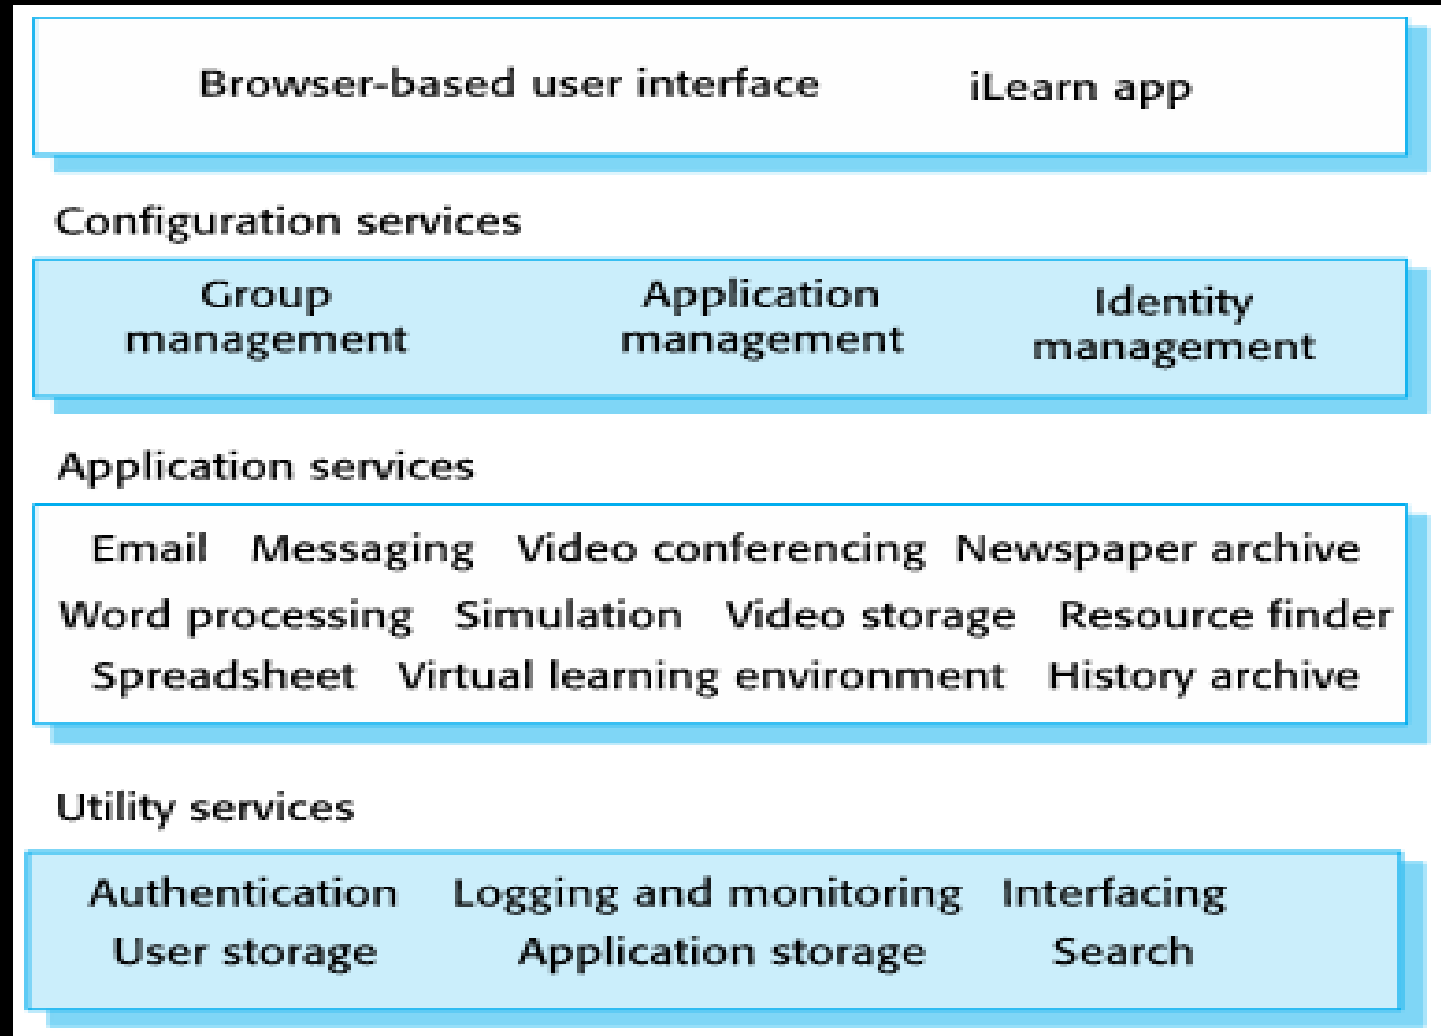 Browser-based user interface iLearn app
Configuration services
Group management Application management Identity management
Application services
Email Messaging Video conferencing Newspaper archive
Word processing Simulation Video storage Resource finder
Spreadsheet Virtual learning environment History archive
Utility services
Authentication Logging and monitoring Interfacing
User storage Application storage Search